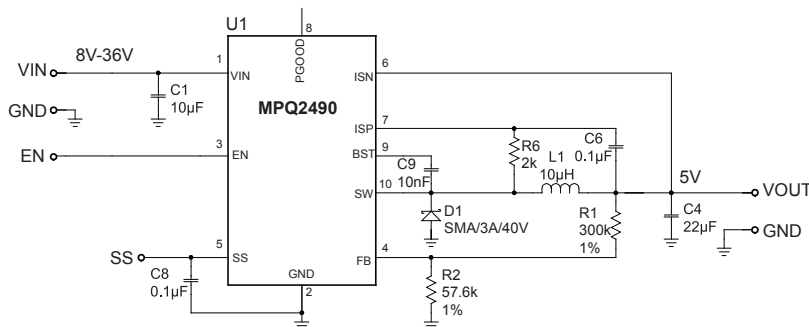 U1
8
8V-36V
PGOOD
1
6
VIN
VIN
ISN
C1
10µF
MPQ2490
GND
7
ISP
R6
2k
C6
0.1µF
3
9
EN
EN
BST
C9
10nF
L1
10µH
10
SW
5V
VOUT
D1
SMA/3A/40V
R1
300k
1%
C4
22µF
GND
5
4
SS
SS
FB
C8
0.1µF
GND
2
R2
57.6k
1%